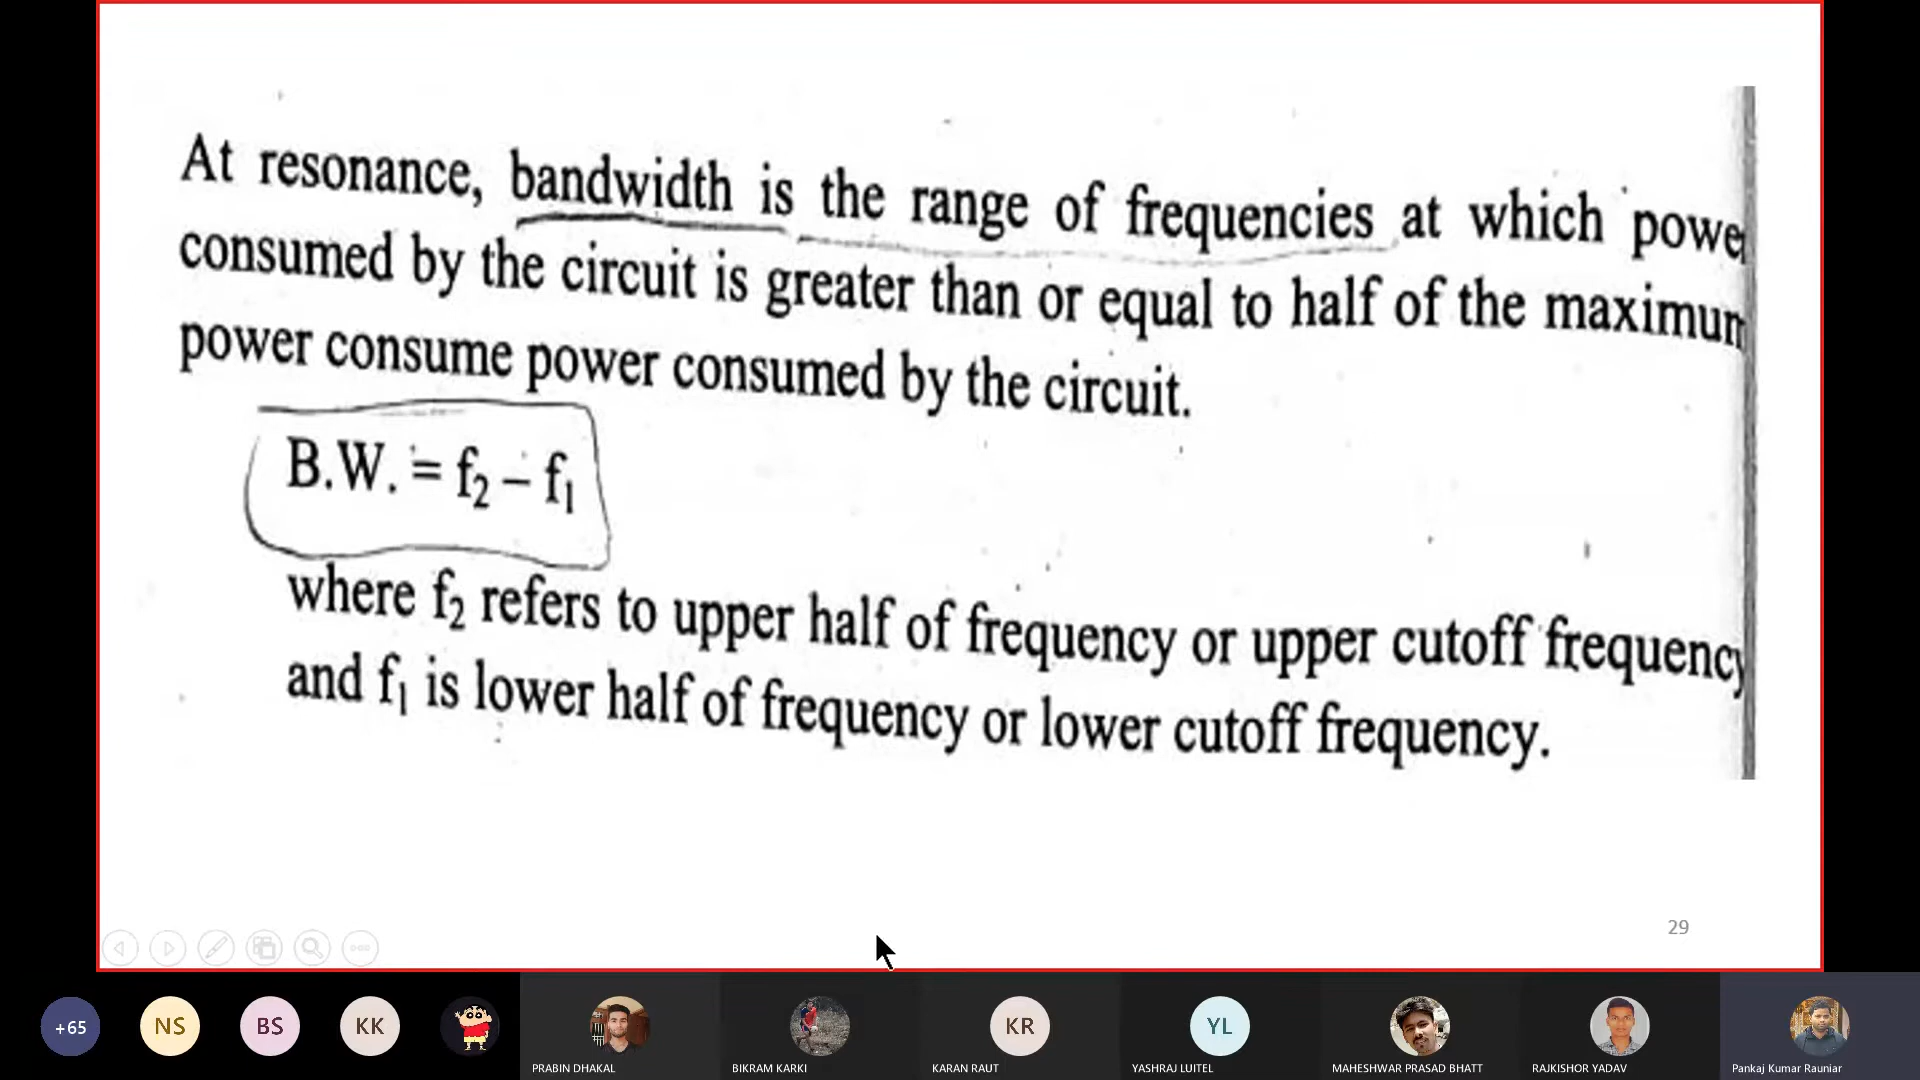 At resonance, bandwidth is the range of frequencies at which powe
consumed by the circuit is greater than or equal to half of the maximum
power consume power consumed by the circuit.
B.W. = f₂ – f₁
where f₂ refers to upper half of frequency or upper cutoff frequency
and f₁ is lower half of frequency or lower cutoff frequency.
29
+65 NS BS KK KR YL
PRABIN DHAKAL BIKRAM KARKI KARAN RAUT YASHRAJ LUITEL MAHESHWAR PRASAD BHATT RAJKISHOR YADAV Pankaj Kumar Rauniar